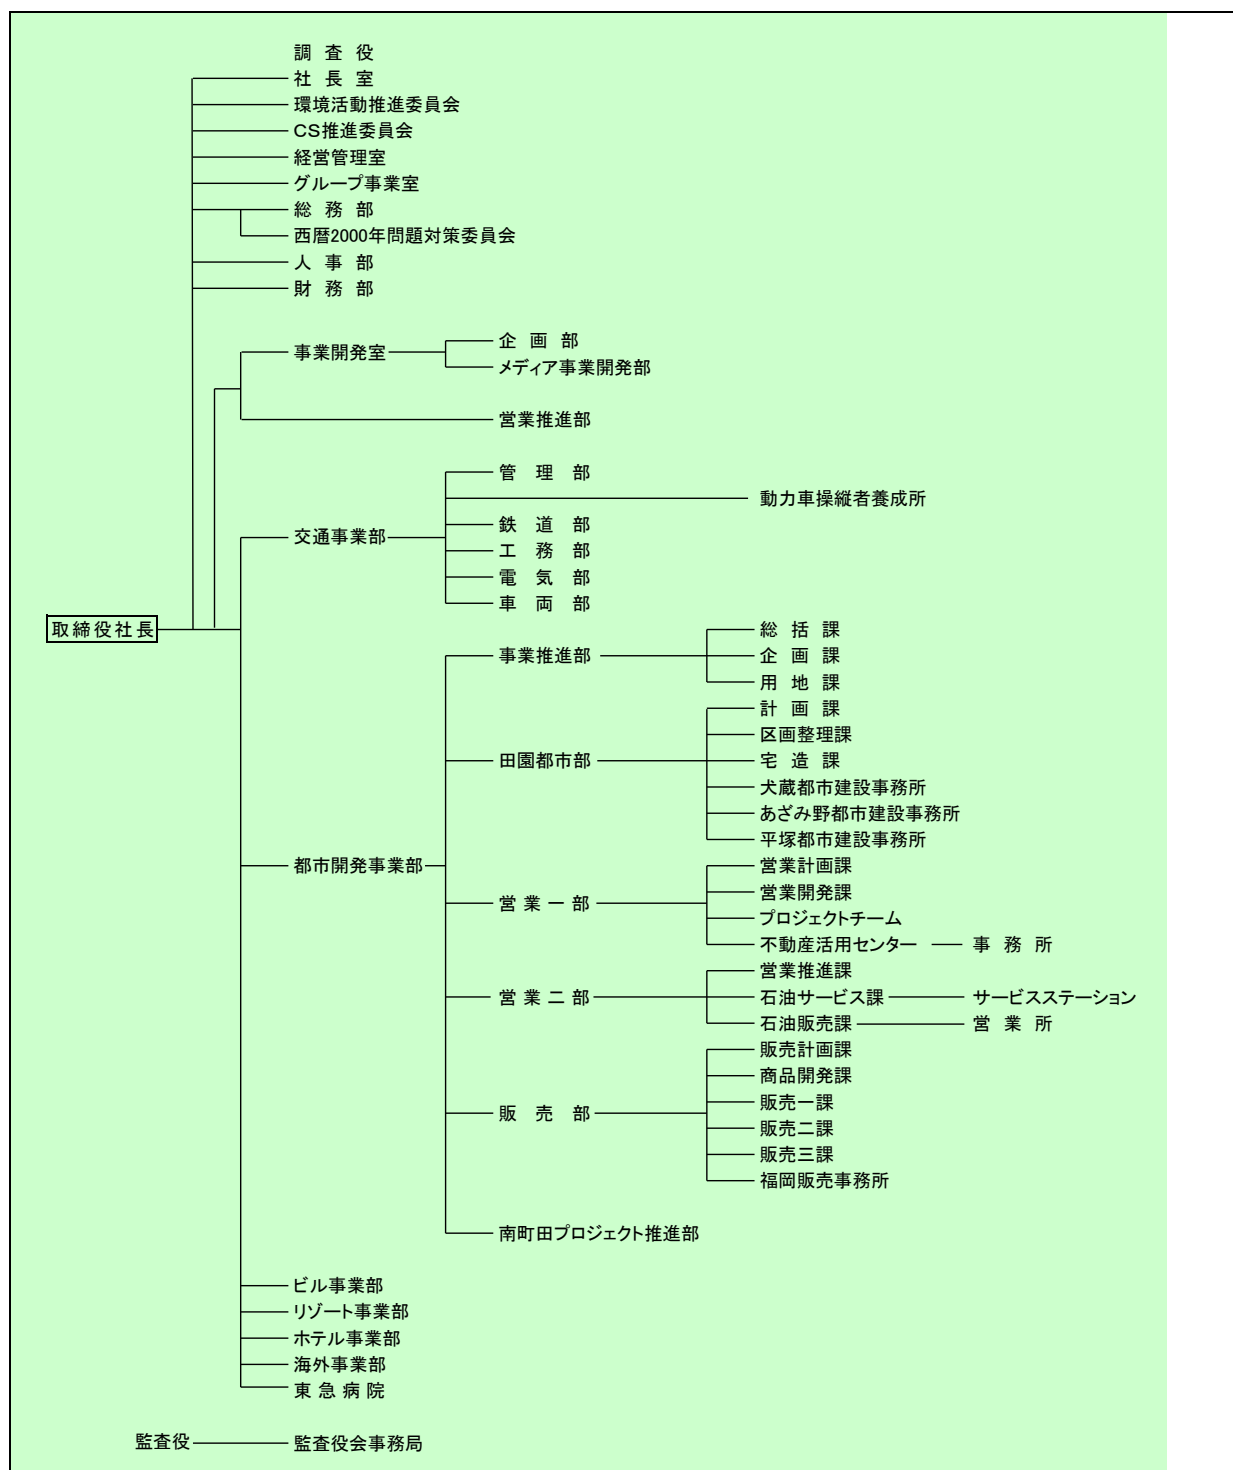 調 査 役
社 長 室
環境活動推進委員会
CS推進委員会
経営管理室
グループ事業室
総 務 部
西暦2000年問題対策委員会
人 事 部
財 務 部
企 画 部
事業開発室
メディア事業開発部
営業推進部
管 理 部
動力車操縦者養成所
鉄 道 部
交通事業部
工 務 部
電 気 部
車 両 部
取締役社長
総 括 課
事業推進部 企 画 課
用 地 課
計 画 課
区画整理課
田園都市部 宅 造 課
犬蔵都市建設事務所
あざみ野都市建設事務所
平塚都市建設事務所
都市開発事業部 営業計画課
営業開発課
営 業 一 部
プロジェクトチーム
不動産活用センター 事 務 所
営業推進課
営 業 二 部 石油サービス課 サービスステーション
石油販売課 営 業 所
販売計画課
商品開発課
販売一課
販 売 部
販売二課
販売三課
福岡販売事務所
南町田プロジェクト推進部
ビル事業部
リゾート事業部
ホテル事業部
海外事業部
東 急 病 院
監査役 監査役会事務局